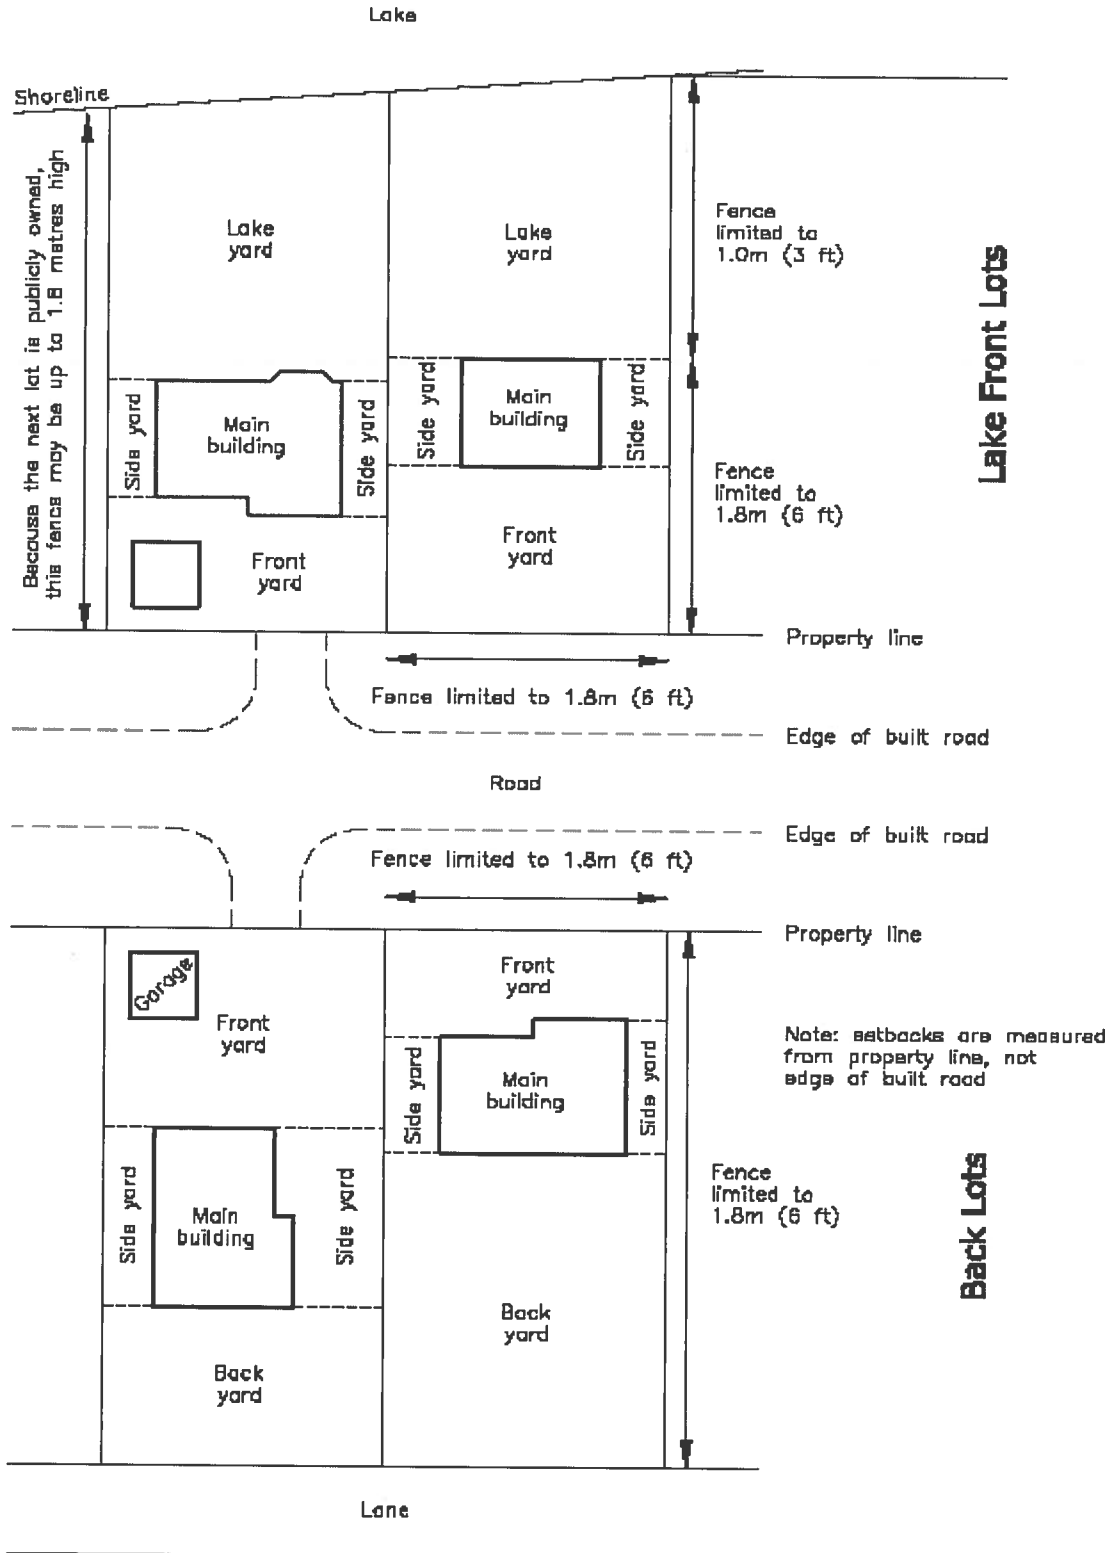 Lake
Shoreline
Because the next lot is publicly owned,
this fence may be up to 1.8 metres high
Lake
yard
Lake
yard
Fence
limited to
1.0m (3 ft)
Lake Front Lots
Side yard
Main
building
Side yard
Side yard
Main
building
Side yard
Fence
limited to
1.8m (6 ft)
Front
yard
Front
yard
Property line
Fence limited to 1.8m (6 ft)
Edge of built road
Road
Edge of built road
Fence limited to 1.8m (6 ft)
Property line
Garage
Front
yard
Front
yard
Note: setbacks are measured
from property line, not
edge of built road
Side yard
Main
building
Side yard
Side yard
Main
building
Side yard
Fence
limited to
1.8m (6 ft)
Back Lots
Back
yard
Back
yard
Lane